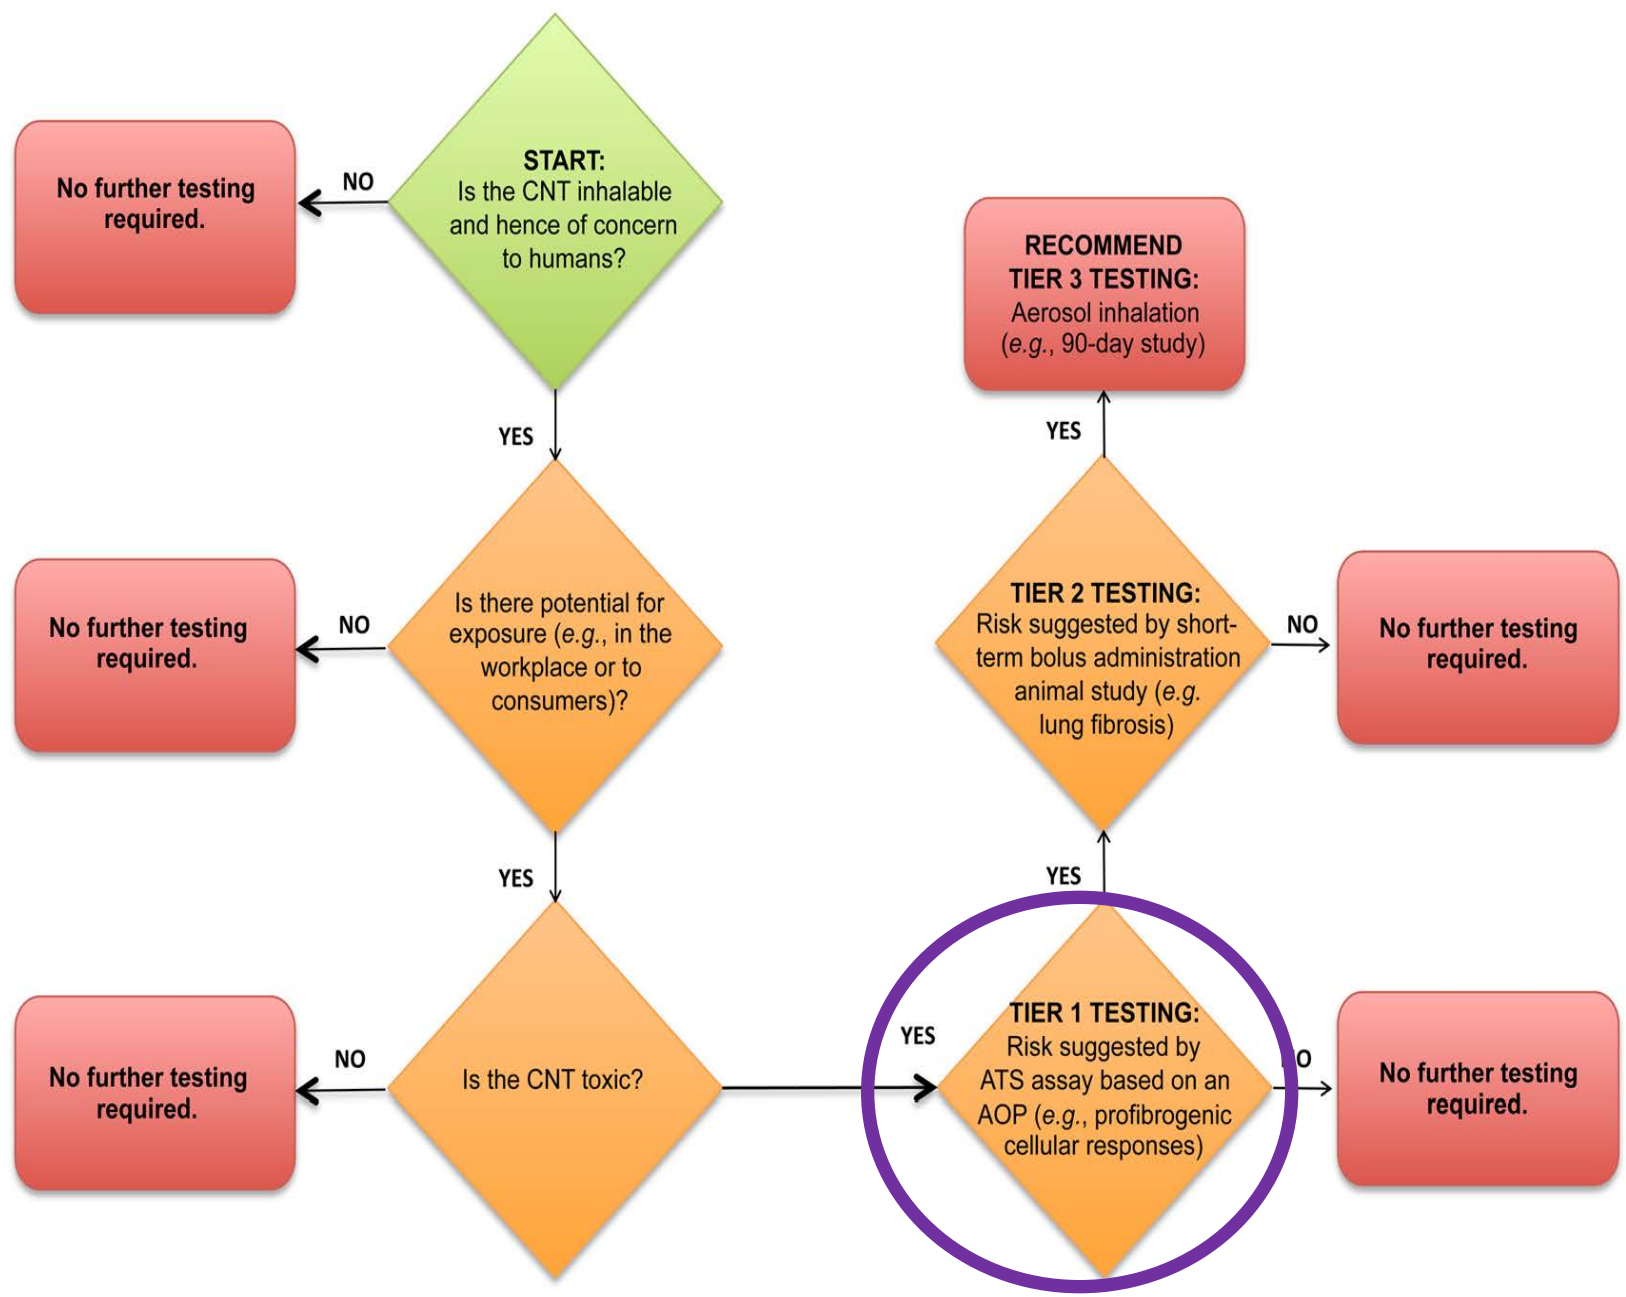 START:
Is the CNT inhalable
and hence of concern
to humans?
NO
No further testing
required.
YES
Is there potential for
exposure (e.g., in the
workplace or to
consumers)?
NO
No further testing
required.
YES
Is the CNT toxic?
NO
No further testing
required.
YES
TIER 1 TESTING:
Risk suggested by
ATS assay based on an
AOP (e.g., profibrogenic
cellular responses)
NO
No further testing
required.
YES
TIER 2 TESTING:
Risk suggested by short-
term bolus administration
animal study (e.g.
lung fibrosis)
NO
No further testing
required.
YES
RECOMMEND
TIER 3 TESTING:
Aerosol inhalation
(e.g., 90-day study)